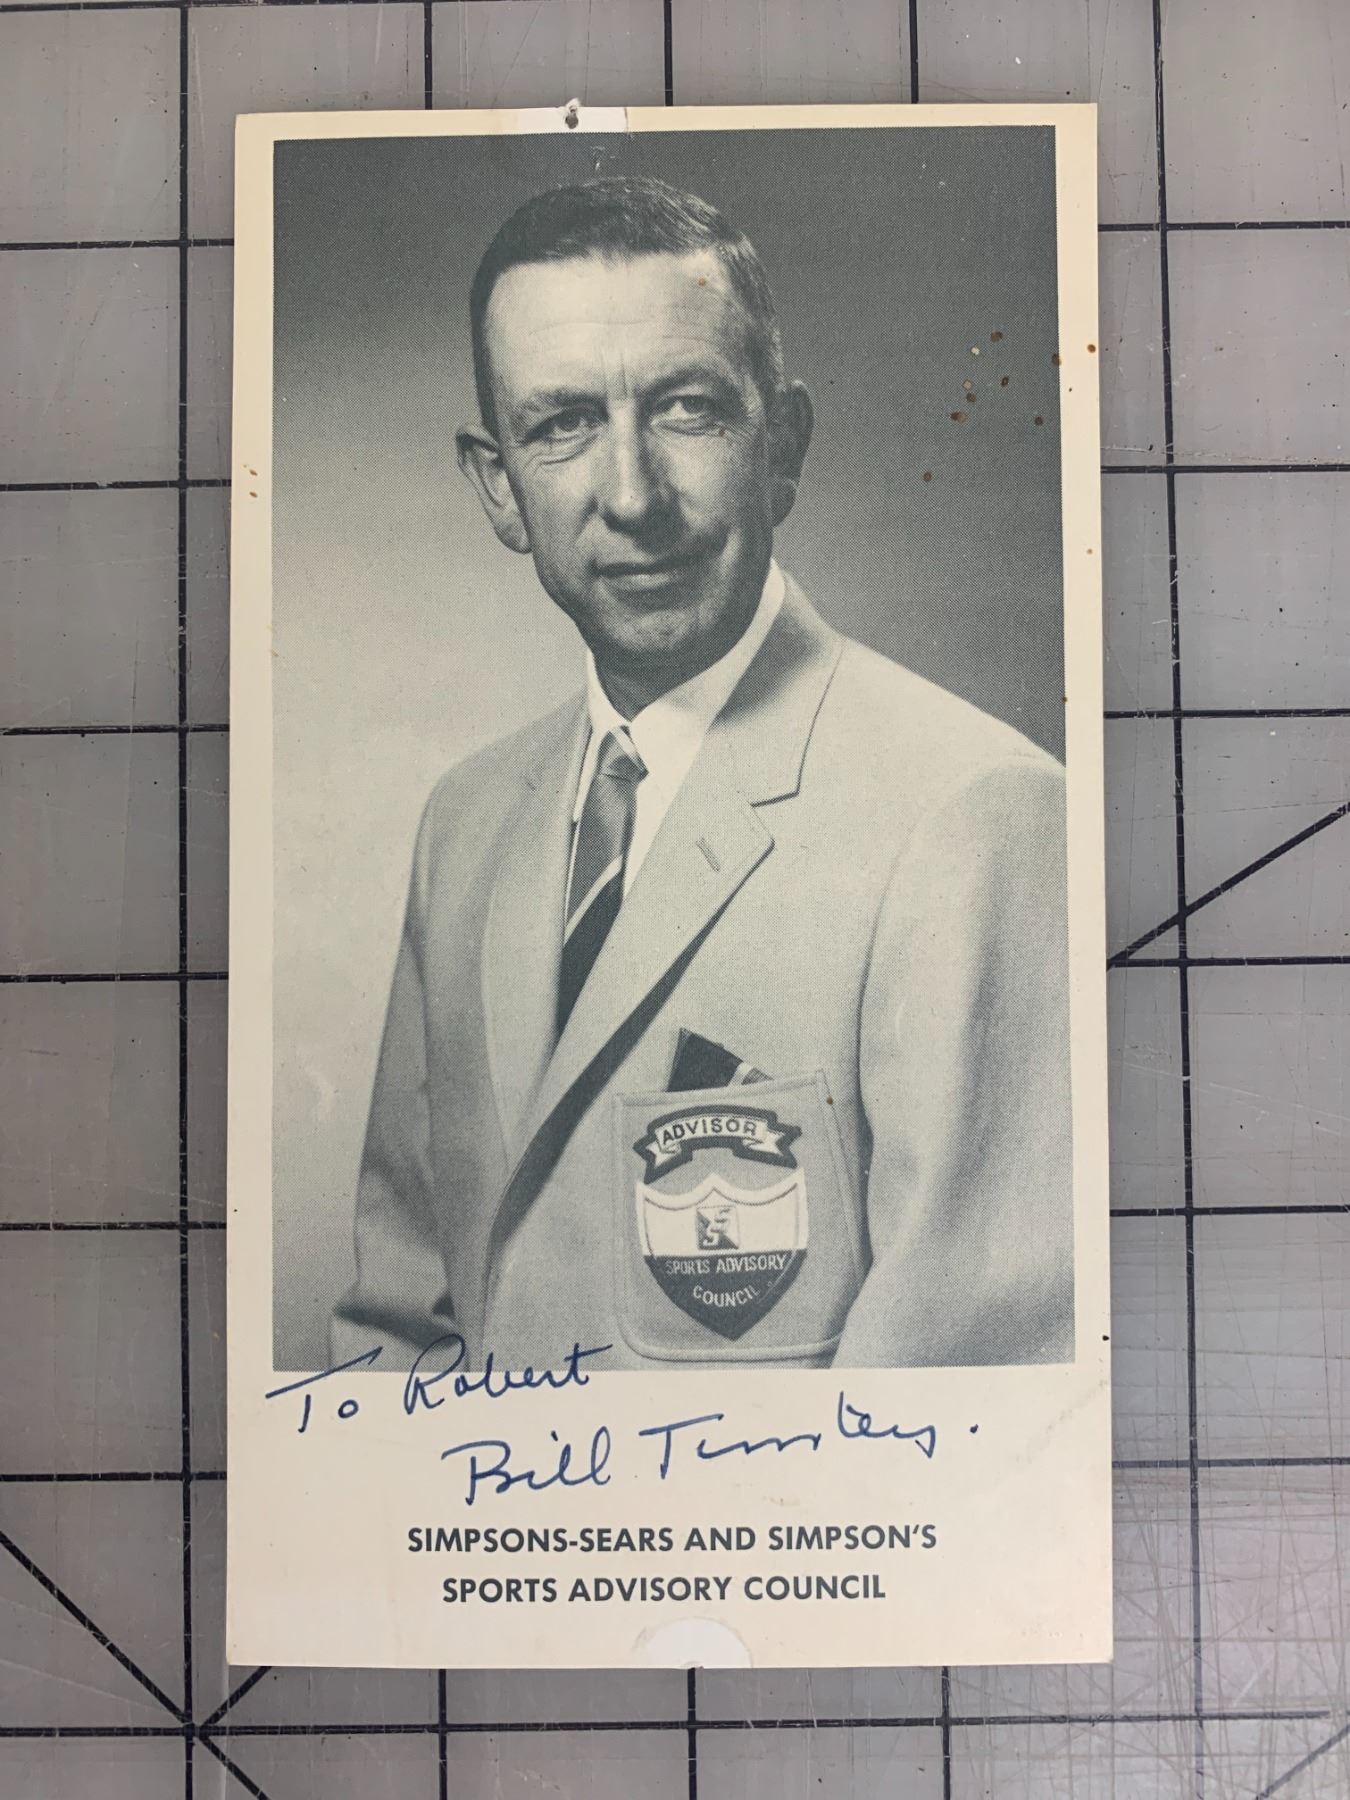 ADVISOR
S
SPORTS ADVISORY
COUNCIL
To Robert
Bill
SIMPSONS-SEARS AND SIMPSON'S
SPORTS ADVISORY COUNCIL